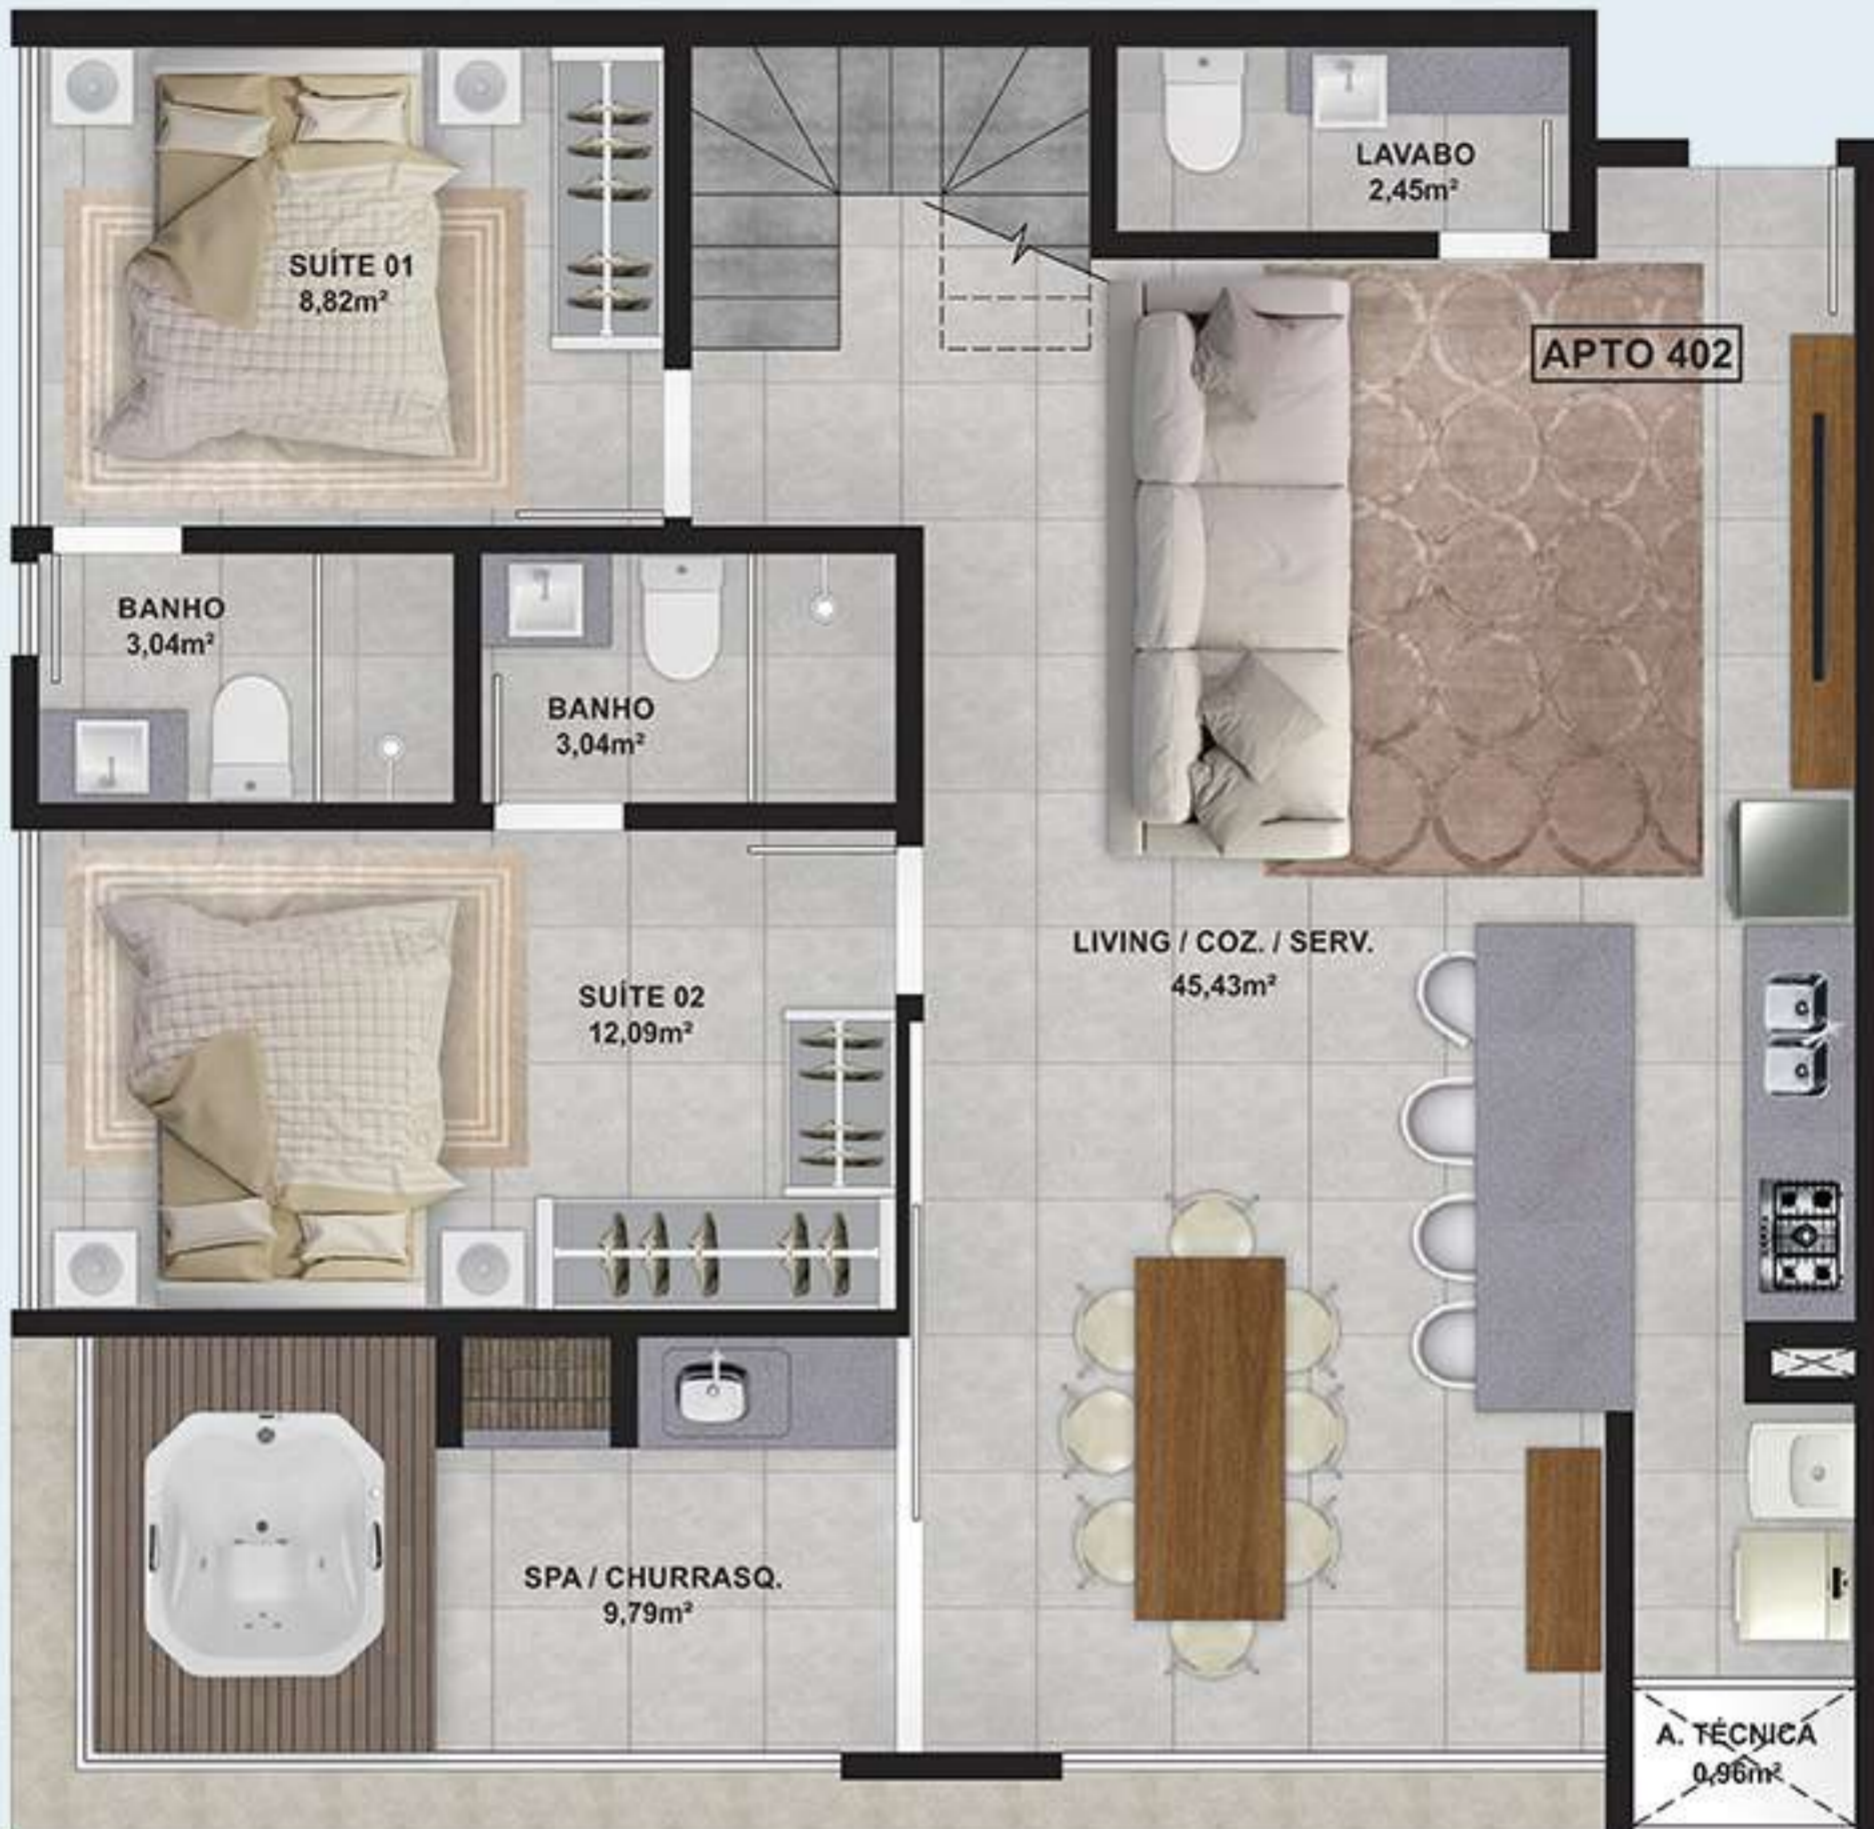 LAVABO
2,45m²
SUÍTE 01
8,82m²
APTO 402
BANHO
3,04m²
BANHO
3,04m²
LIVING / COZ. / SERV.
45,43m²
SUÍTE 02
12,09m²
SPA / CHURRASQ.
9,79m²
A. TÉCNICA
0,96m²